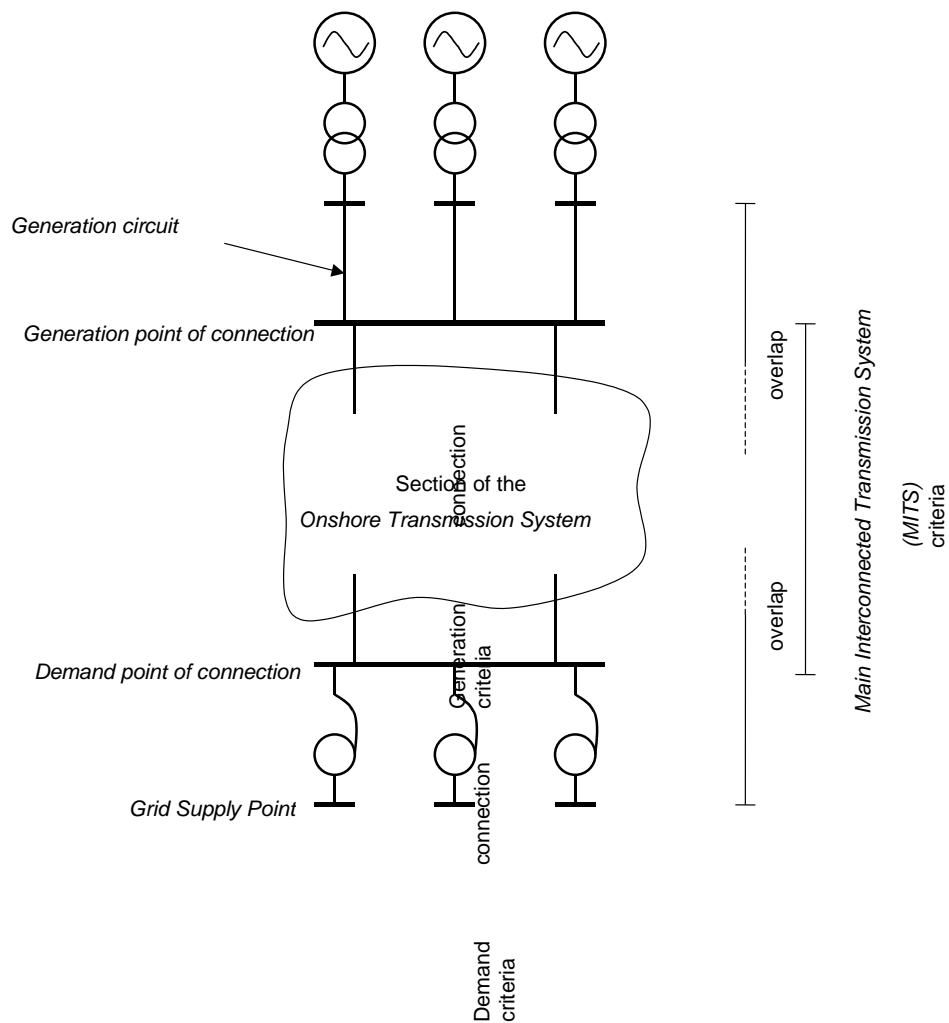 Generation circuit
Generation point of connection
overlap
Main Interconnected Transmission System
(MITS)
criteria
connection
Section of the
Onshore Transmission System
overlap
Generation
criteria
Demand point of connection
connection
Grid Supply Point
Demand
criteria